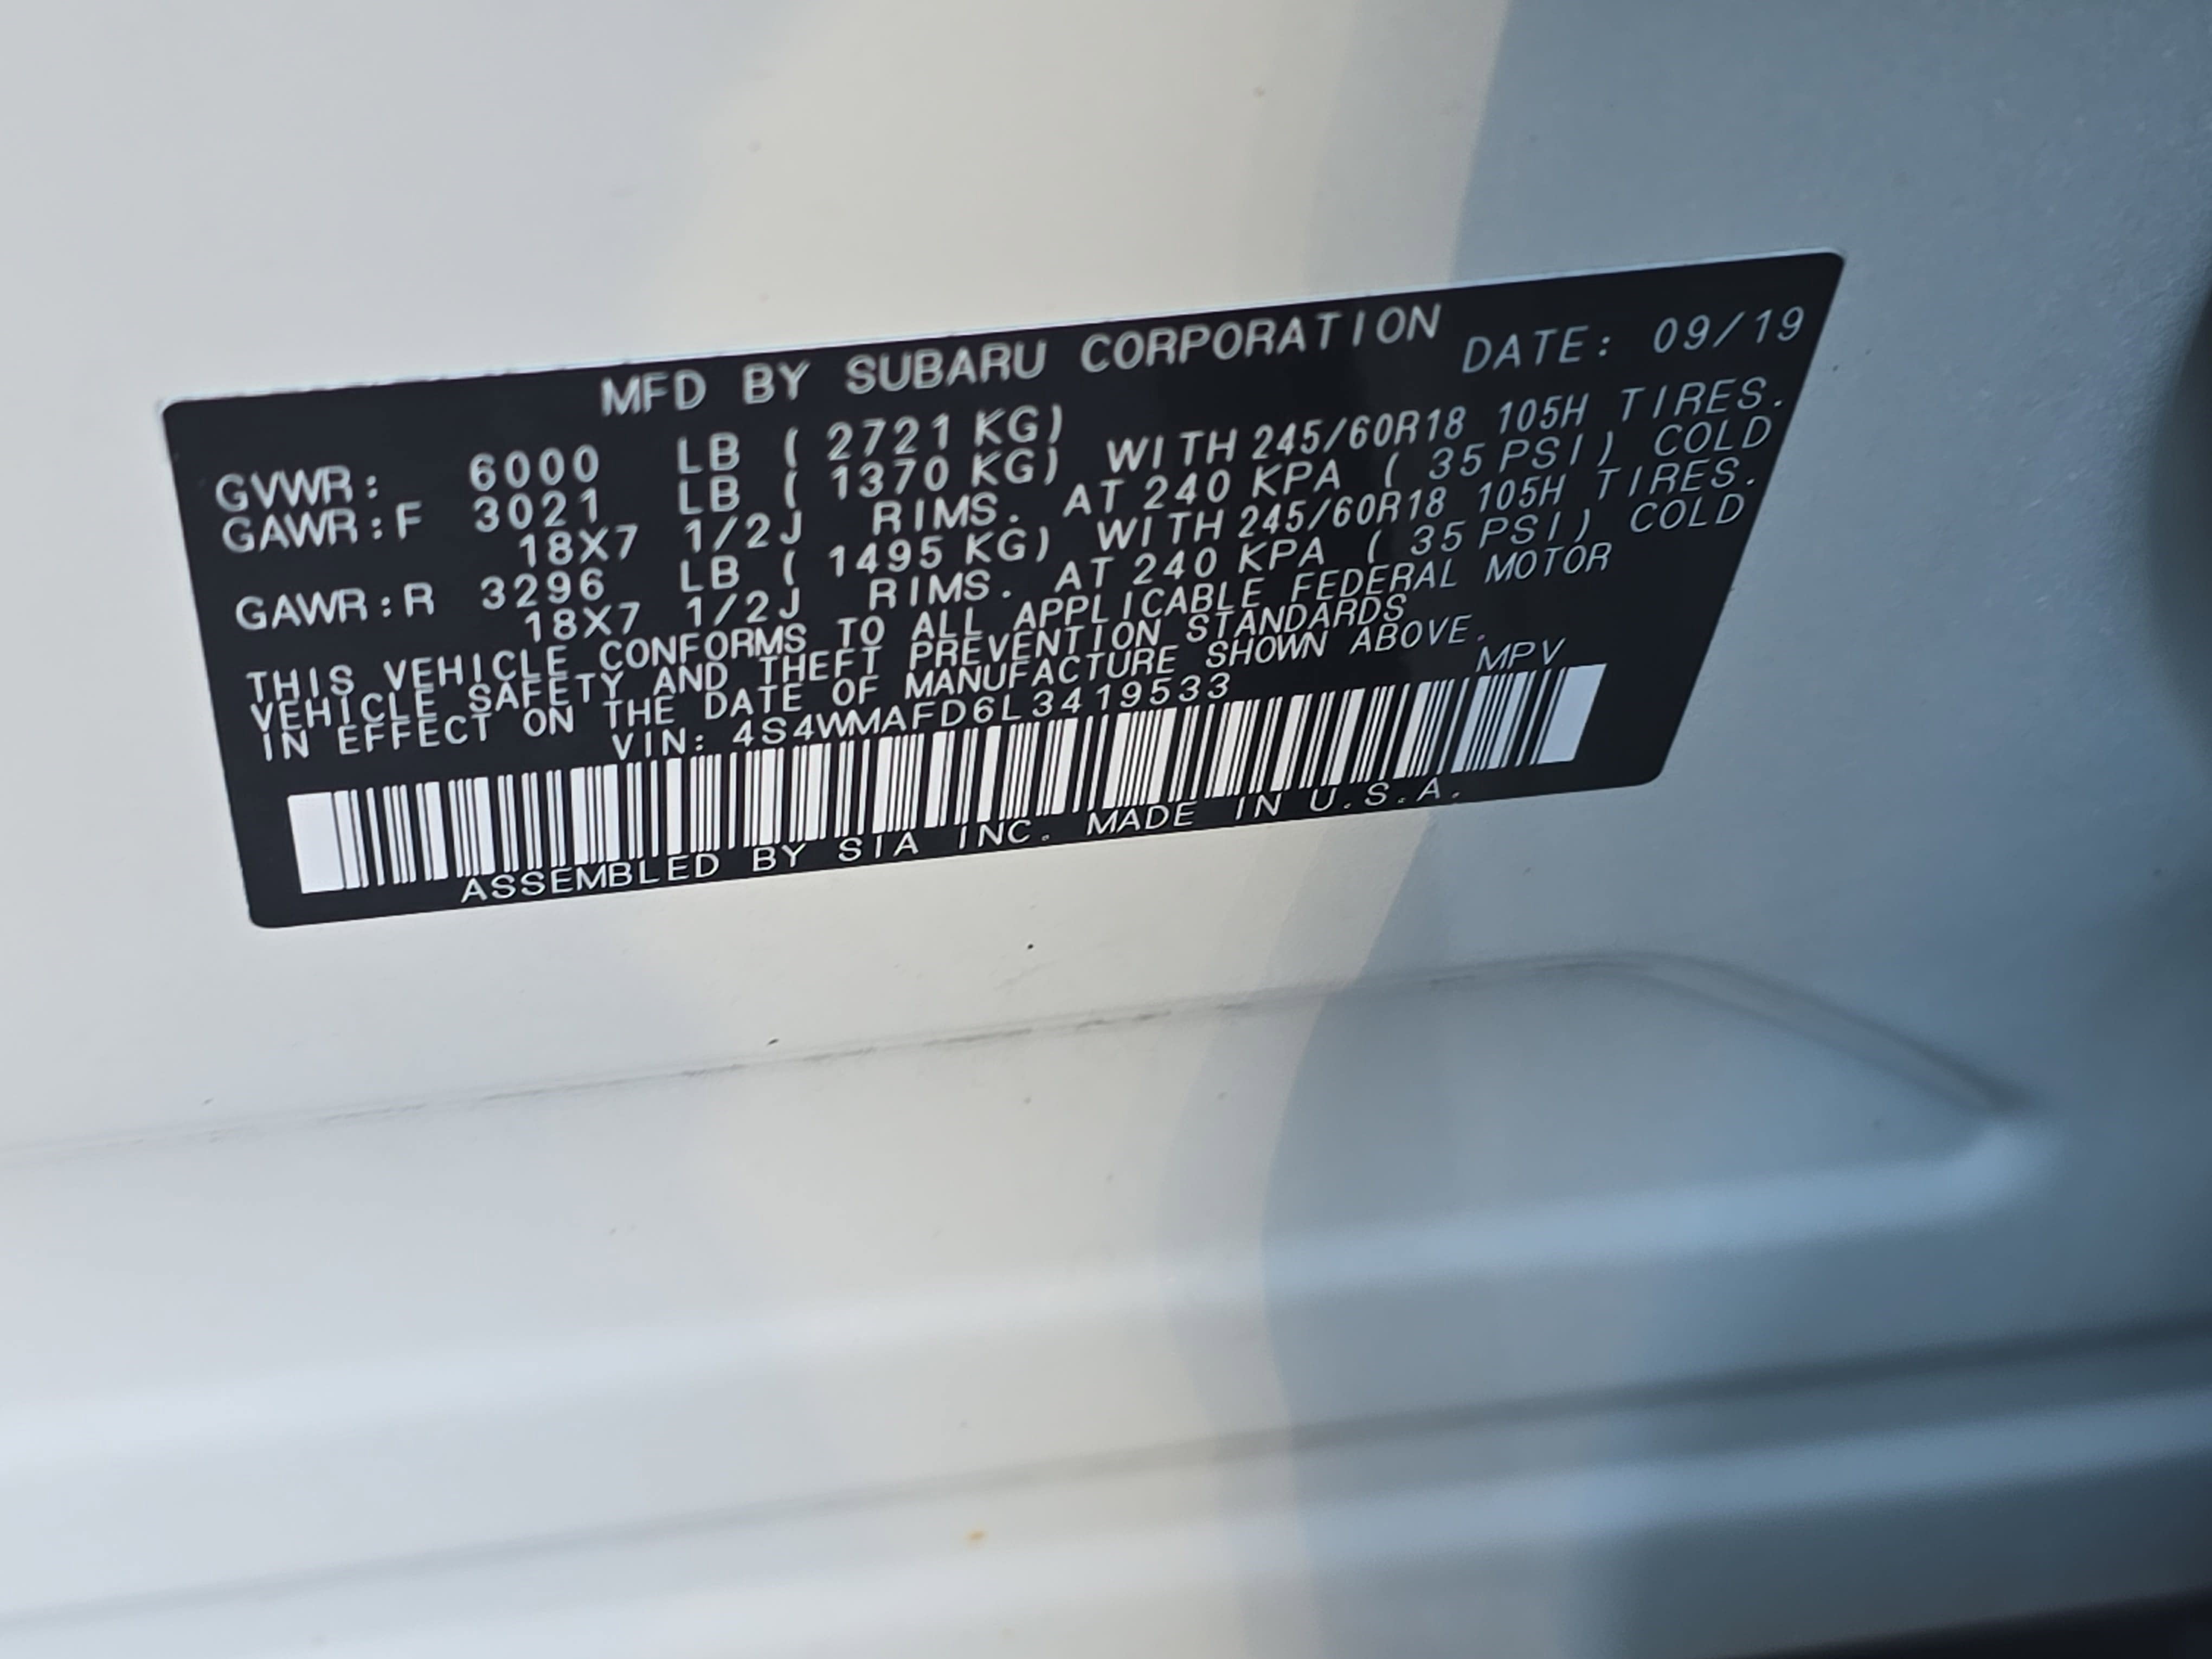 MFD BY SUBARU CORPORATION DATE: 09/19
GVWR: 6000 LB ( 2721 KG)
GAWR:F 3021 LB ( 1370 KG) WITH 245/60R18 105H TIRES.
18X7 1/2J RIMS. AT 240 KPA ( 35 PSI) COLD
GAWR:R 3296 LB ( 1495 KG) WITH 245/60R18 105H TIRES.
18X7 1/2J RIMS. AT 240 KPA ( 35 PSI) COLD
THIS VEHICLE CONFORMS TO ALL APPLICABLE FEDERAL MOTOR
VEHICLE SAFETY AND THEFT PREVENTION STANDARDS
IN EFFECT ON THE DATE OF MANUFACTURE SHOWN ABOVE.
VIN: 4S4WMAFD6L3419533 MPV
ASSEMBLED BY SIA INC. MADE IN U.S.A.